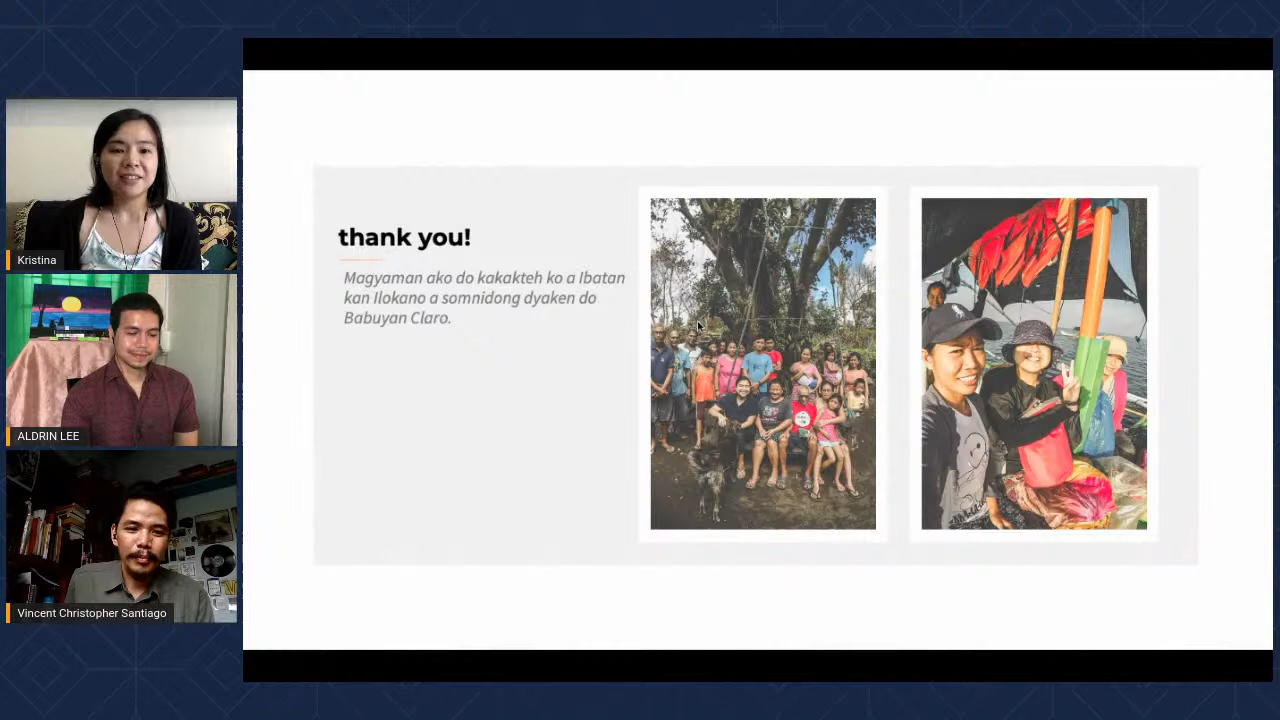 Kristina
ALDRIN LEE
Vincent Christopher Santiago
thank you!
Magyaman ako do kakakteh ko a Ibatan
kan Ilokano a somnidong dyaken do
Babuyan Claro.